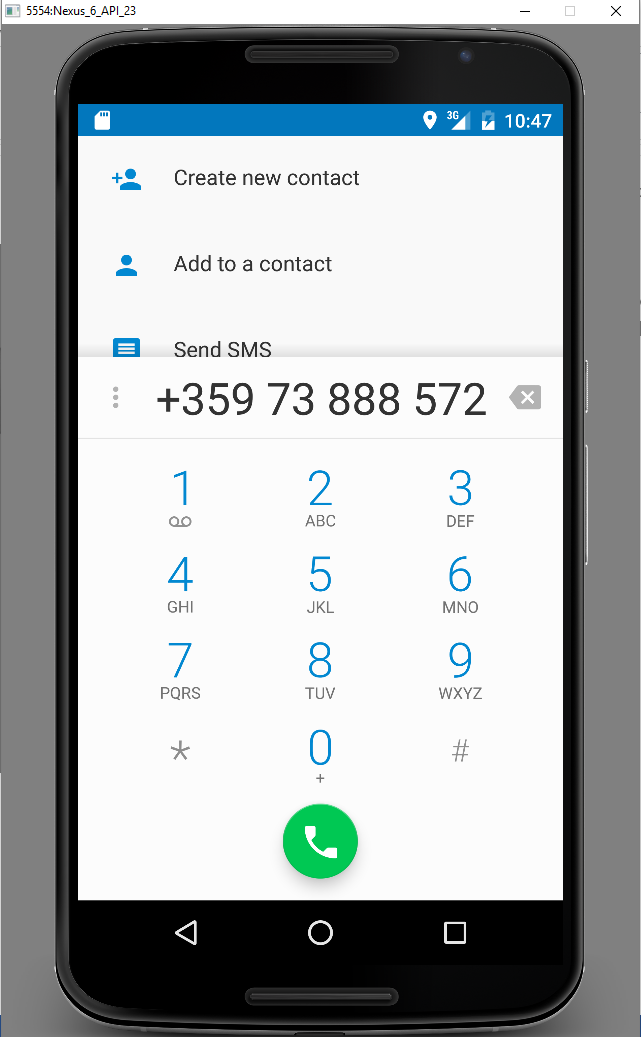 5554:Nexus_6_API_23
3G 10:47
Create new contact
Add to a contact
Send SMS
+359 73 888 572
1 2 3
ABC DEF
4 5 6
GHI JKL MNO
7 8 9
PQRS TUV WXYZ
* 0 #
+